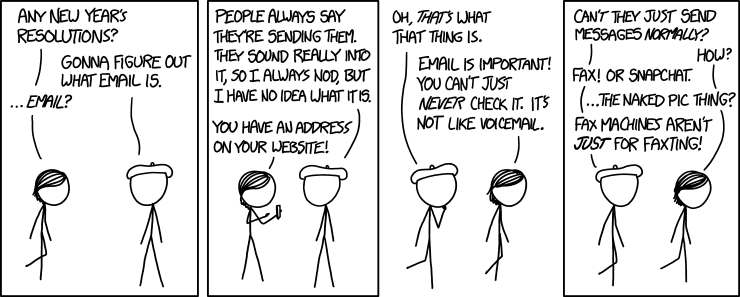 ANY NEW YEAR'S
RESOLUTIONS?
GONNA FIGURE OUT
WHAT EMAIL IS.
...EMAIL?
PEOPLE ALWAYS SAY
THEY'RE SENDING THEM.
THEY SOUND REALLY INTO
IT, SO I ALWAYS NOD, BUT
I HAVE NO IDEA WHAT IT IS.
YOU HAVE AN ADDRESS
ON YOUR WEBSITE!
OH, THAT'S WHAT
THAT THING IS.
EMAIL IS IMPORTANT!
YOU CAN'T JUST
NEVER CHECK IT. IT'S
NOT LIKE VOICEMAIL.
CAN'T THEY JUST SEND
MESSAGES NORMALLY?
HOW?
FAX! OR SNAPCHAT.
...THE NAKED PIC THING?
FAX MACHINES AREN'T
JUST FOR FAXTING!